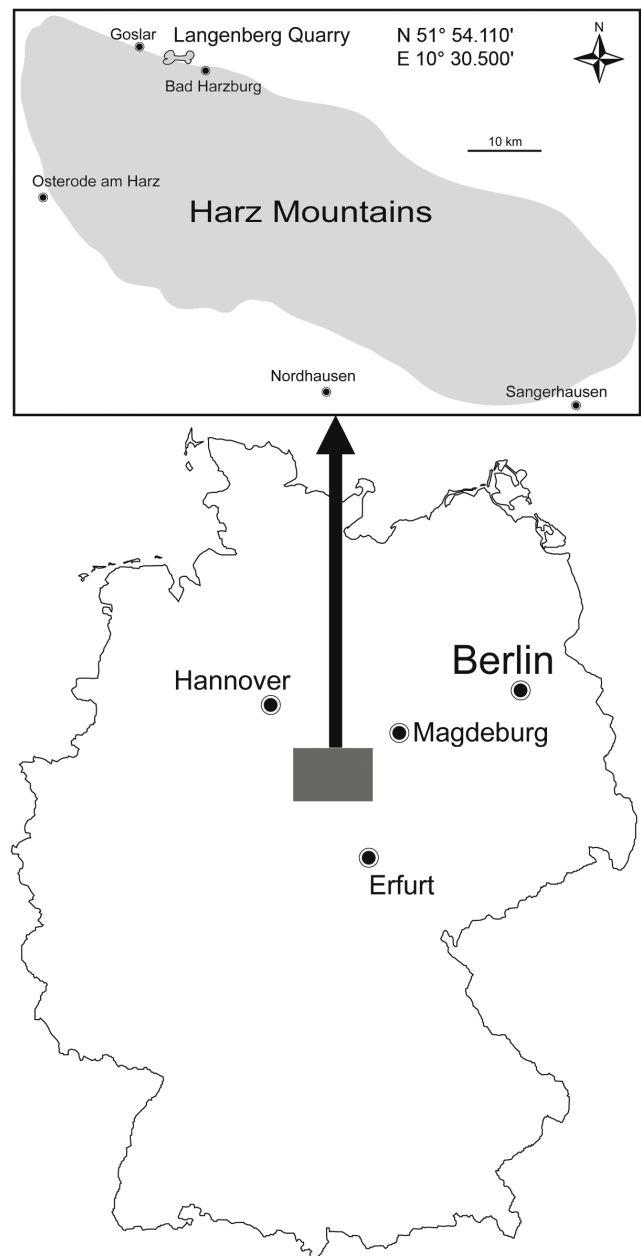 Goslar
Langenberg Quarry
N 51° 54.110'
E 10° 30.500'
N
Bad Harzburg
10 km
Osterode am Harz
Harz Mountains
Nordhausen
Sangerhausen
Berlin
Hannover
Magdeburg
Erfurt